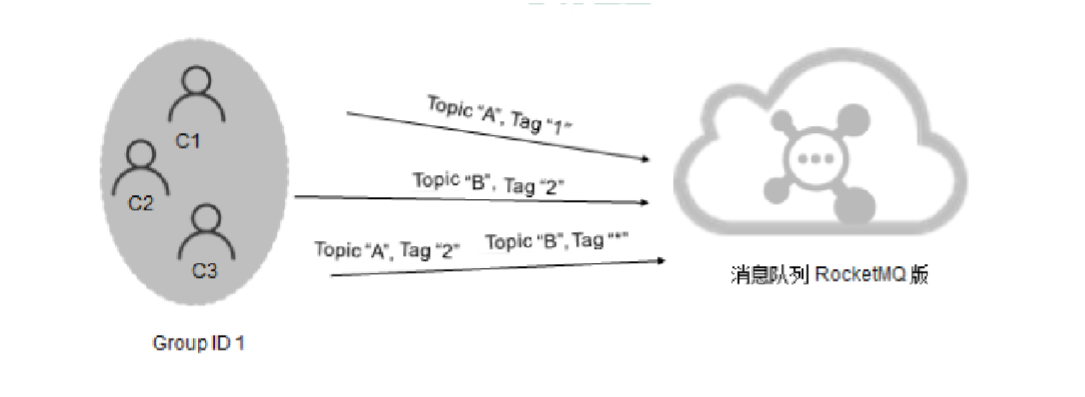 Topic “A”, Tag “1”
C1
Topic “B”, Tag “2”
C2
Topic “A”, Tag “2” Topic “B”, Tag “*”
C3
消息队列 RocketMQ 版
Group ID 1